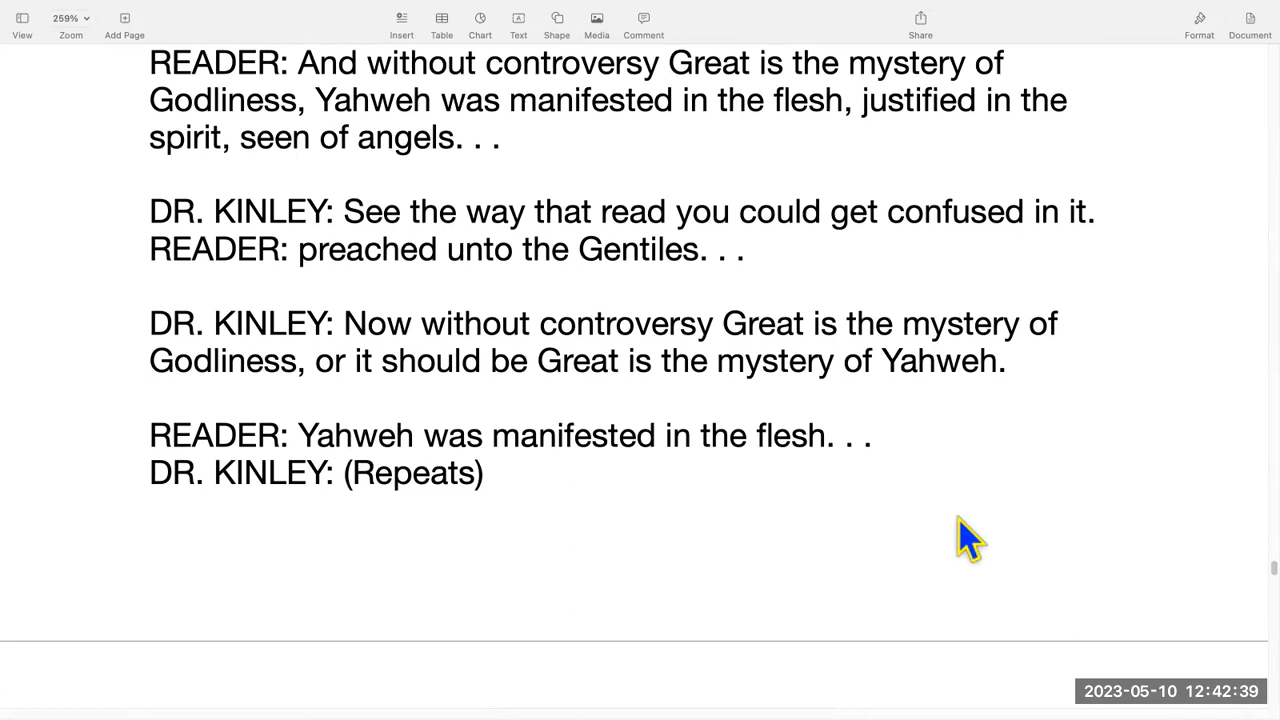 259%
View
Zoom
Add Page
Insert
Table
Chart
Text
Shape
Media
Comment
Share
Format
Document
READER: And without controversy Great is the mystery of
Godliness, Yahweh was manifested in the flesh, justified in the
spirit, seen of angels. . .
DR. KINLEY: See the way that read you could get confused in it.
READER: preached unto the Gentiles. . .
DR. KINLEY: Now without controversy Great is the mystery of
Godliness, or it should be Great is the mystery of Yahweh.
READER: Yahweh was manifested in the flesh. . .
DR. KINLEY: (Repeats)
2023-05-10 12:42:39